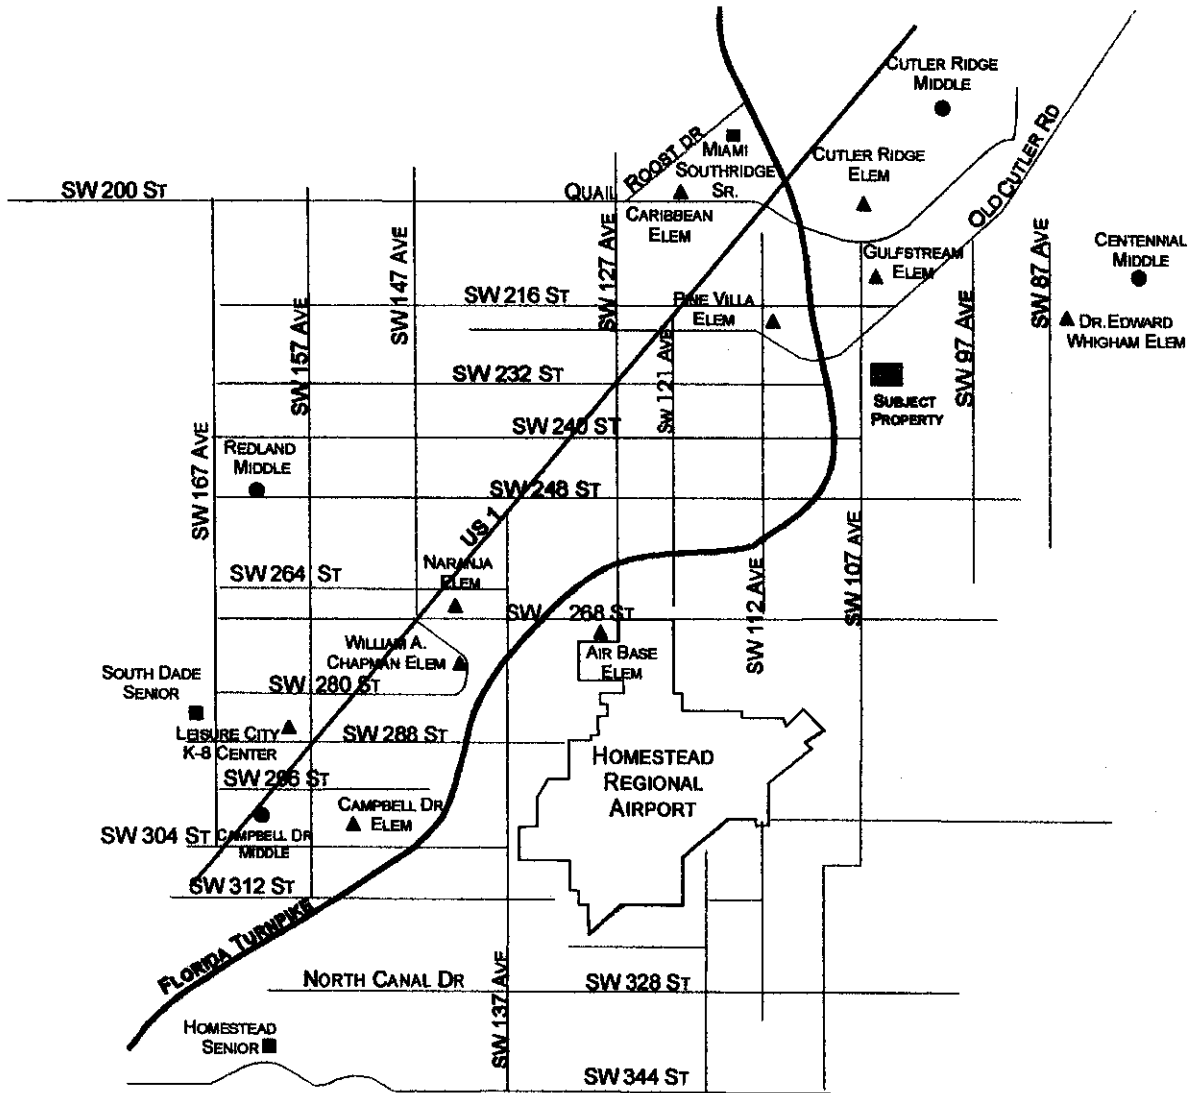 CUTLER RIDGE
MIDDLE
ROOST DR
MIAMI
SOUTHRIDGE
SR.
CUTLER RIDGE
ELEM
OLD CUTLER RD
SW 200 ST
QUAIL
CARIBBEAN
ELEM
SW 147 AVE
SW 127 AVE
GULFSTREAM
ELEM
SW 87 AVE
CENTENNIAL
MIDDLE
SW 216 ST
PINE VILLA
ELEM
DR. EDWARD
WHIGHAM ELEM
SW 157 AVE
SW 121 AVE
SW 97 AVE
SW 232 ST
SUBJECT
PROPERTY
SW 240 ST
REDLAND
MIDDLE
SW 167 AVE
SW 248 ST
US 1
SW 107 AVE
NARANJA
ELEM
SW 264 ST
SW 268 ST
SW 112 AVE
WILLIAM A.
CHAPMAN ELEM
AIR BASE
ELEM
SOUTH DADE
SENIOR
SW 280 ST
LEISURE CITY
K-8 CENTER
SW 288 ST
HOMESTEAD
REGIONAL
AIRPORT
SW 296 ST
CAMPBELL DR
ELEM
SW 304 ST
CAMPBELL DR
MIDDLE
SW 312 ST
FLORIDA TURNPIKE
NORTH CANAL DR
SW 137 AVE
SW 328 ST
HOMESTEAD
SENIOR
SW 344 ST